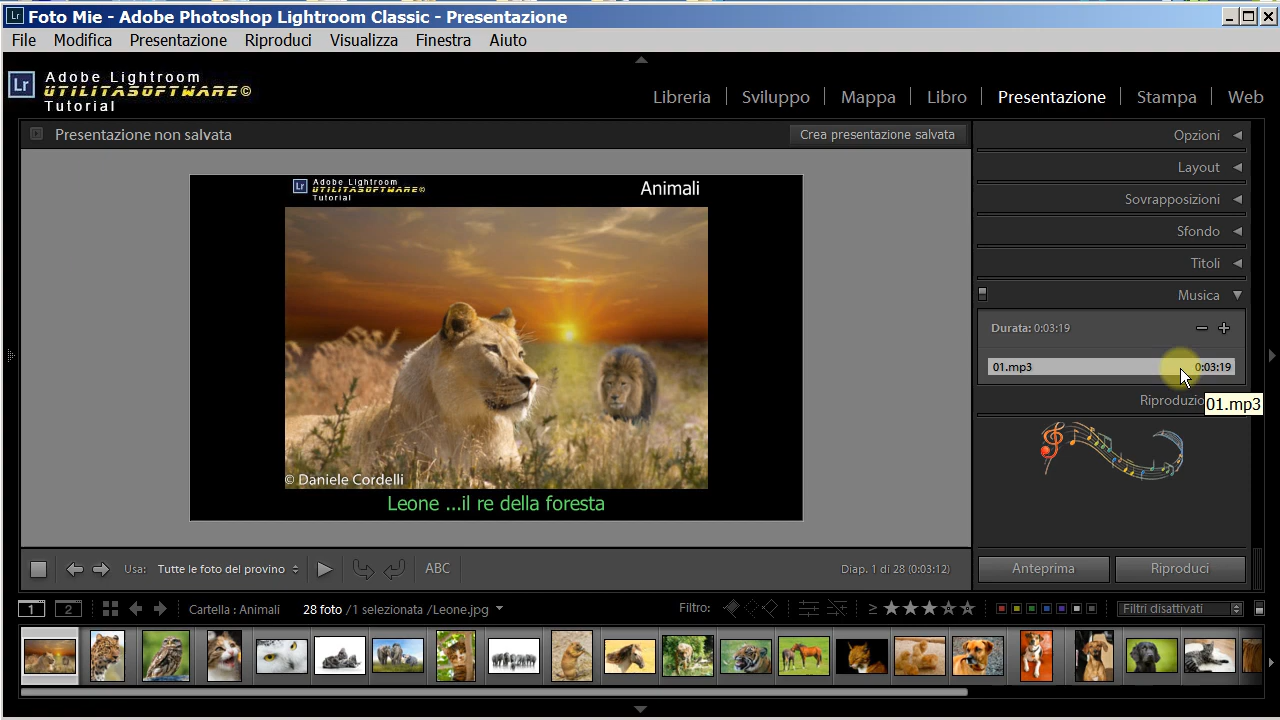 Lr Foto Mie - Adobe Photoshop Lightroom Classic - Presentazione
File Modifica Presentazione Riproduci Visualizza Finestra Aiuto
Lr Adobe Lightroom
UTILITASOFTWARE©
Tutorial
Libreria Sviluppo Mappa Libro Presentazione Stampa Web
Presentazione non salvata
Crea presentazione salvata
Opzioni
Layout
Sovrapposizioni
Sfondo
Titoli
Musica
Durata: 0:03:19
01.mp3 0:03:19
Riproduzio
01.mp3
Lr Adobe Lightroom
UTILITASOFTWARE©
Tutorial
Animali
© Daniele Cordelli
Leone ...il re della foresta
Usa: Tutte le foto del provino
ABC
Diap. 1 di 28 (0:03:12)
Anteprima
Riproduci
1 2
Cartella : Animali
28 foto /1 selezionata /Leone.jpg
Filtro:
≥
Filtri disattivati